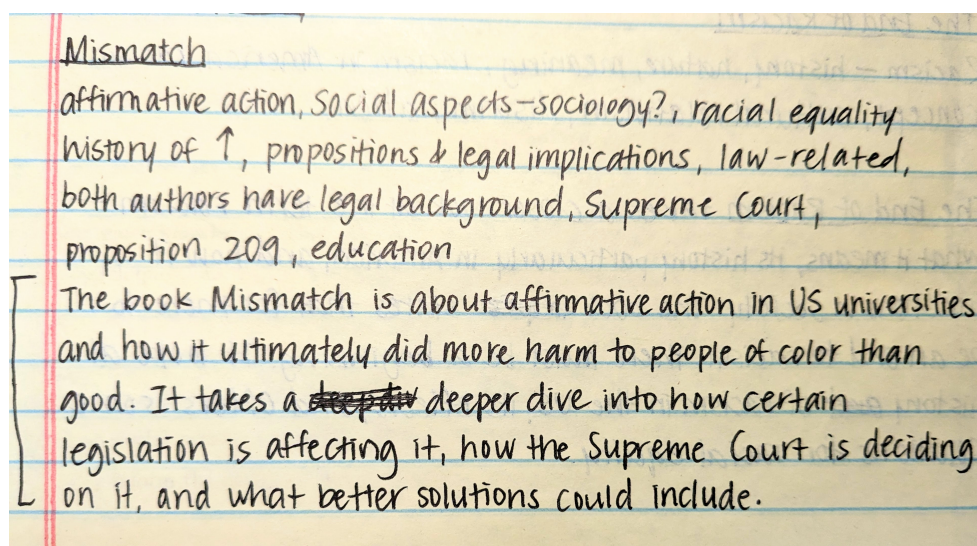 Mismatch
affirmative action, social aspects-sociology?, racial equality
history of ↑, propositions & legal implications, law-related,
both authors have legal background, Supreme Court,
proposition 209, education
The book Mismatch is about affirmative action in US universities
and how it ultimately did more harm to people of color than
good. It takes a deeper dive into how certain
legislation is affecting it, how the Supreme Court is deciding
on it, and what better solutions could include.